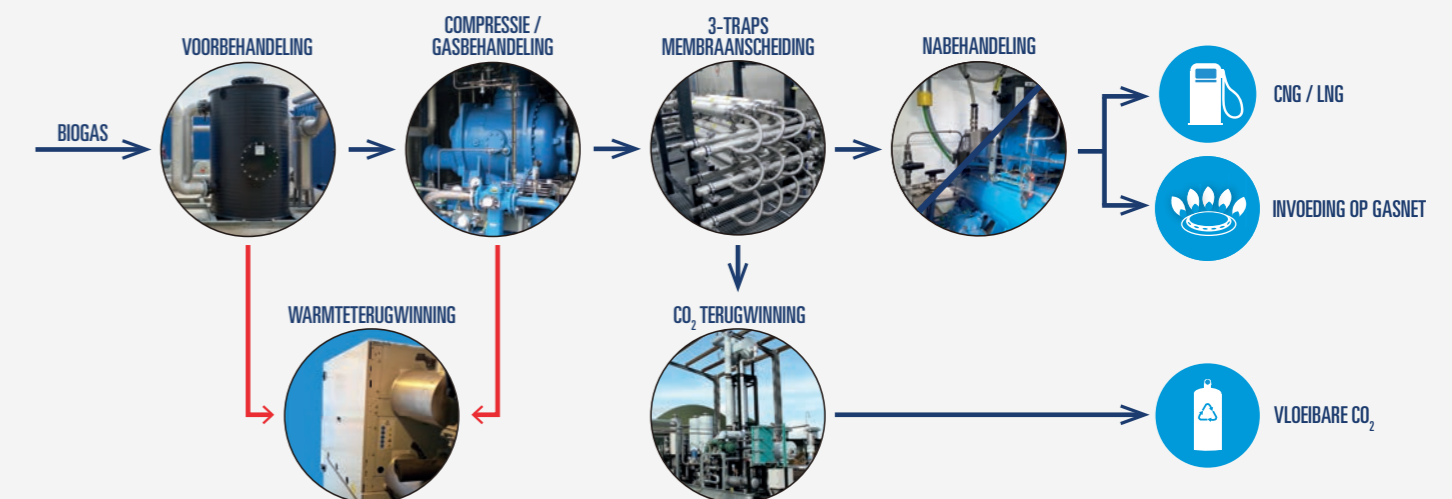 BIOGAS
VOORBEHANDELING
COMPRESSIE /
GASBEHANDELING
3-TRAPS
MEMBRAANSCHEIDING
NABEHANDELING
CNG / LNG
INVOEDING OP GASNET
WARMTETERUGWINNING
CO₂ TERUGWINNING
VLOEIBARE CO₂